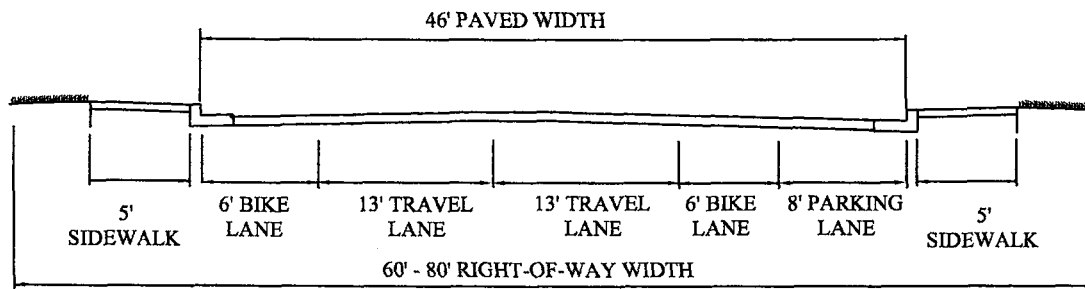 46' PAVED WIDTH
5'
SIDEWALK
6' BIKE
LANE
13' TRAVEL
LANE
13' TRAVEL
LANE
6' BIKE
LANE
8' PARKING
LANE
5'
SIDEWALK
60' - 80' RIGHT-OF-WAY WIDTH